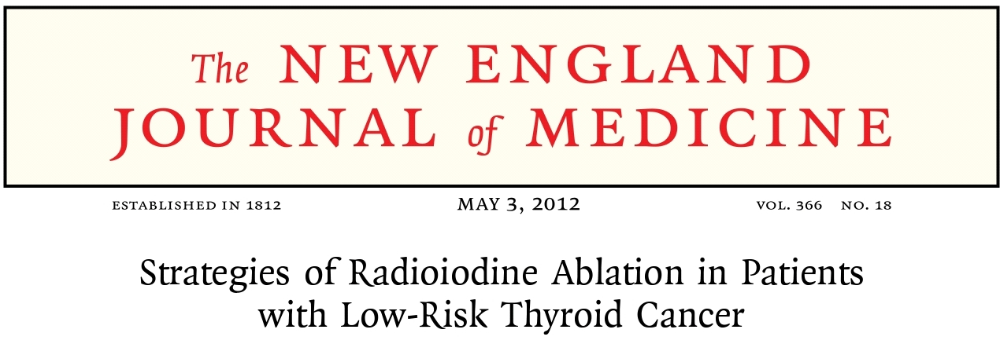 The NEW ENGLAND
JOURNAL of MEDICINE
ESTABLISHED IN 1812 MAY 3, 2012 VOL. 366 NO. 18
Strategies of Radioiodine Ablation in Patients
with Low-Risk Thyroid Cancer